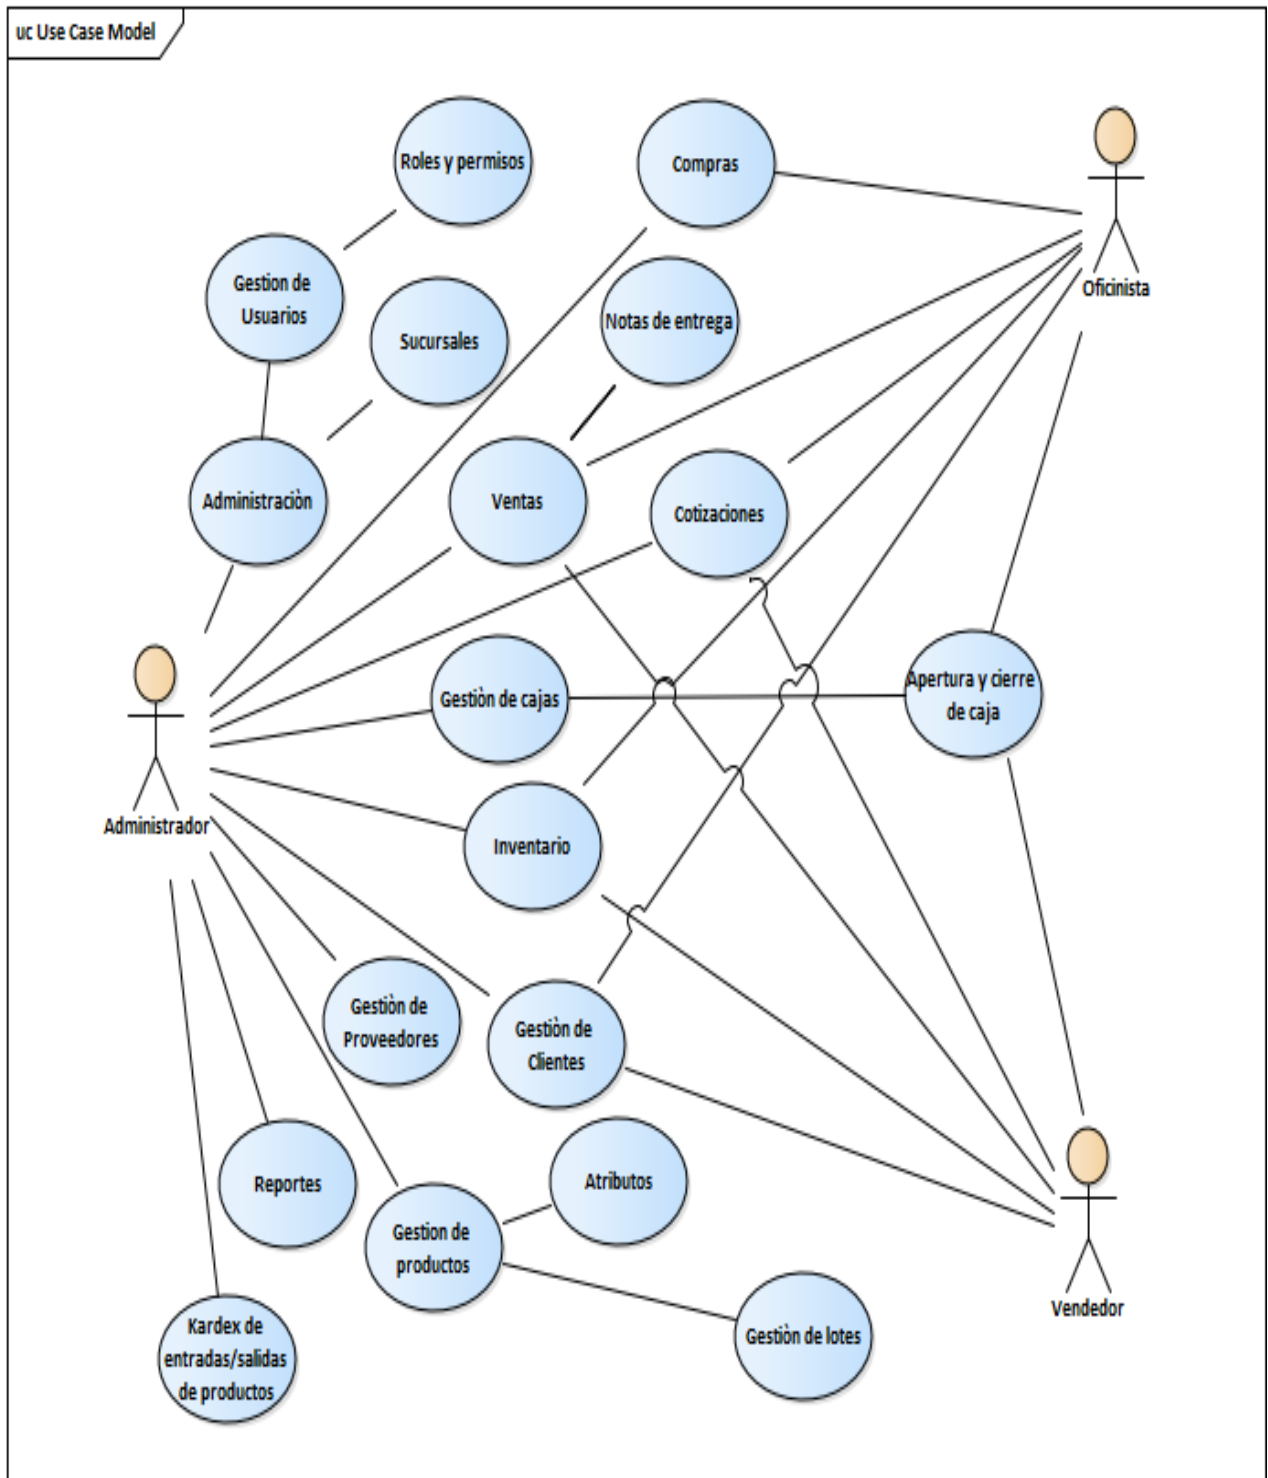 uc Use Case Model
Roles y permisos
Compras
Gestion de
Usuarios
Sucursales
Notas de entrega
Oficinista
Administraciòn
Ventas
Cotizaciones
Gestiòn de cajas
Apertura y cierre
de caja
Administrador
Inventario
Gestiòn de
Proveedores
Gestiòn de
Clientes
Reportes
Atributos
Gestion de
productos
Vendedor
Gestiòn de lotes
Kardex de
entradas/salidas
de productos